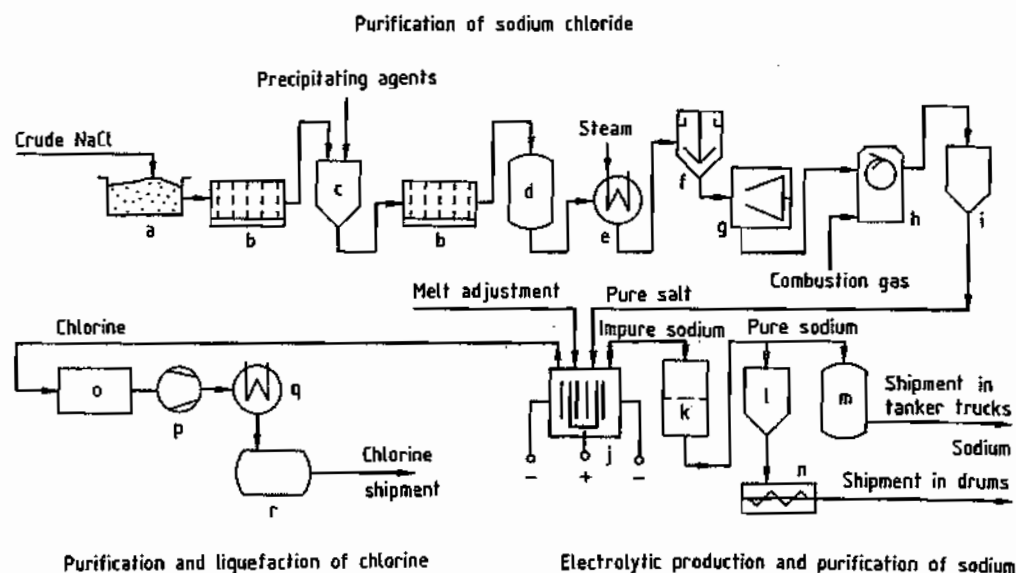 Purification of sodium chloride
Precipitating agents
Crude NaCl
Steam
a
b
c
b
d
e
f
g
h
i
Combustion gas
Melt adjustment
Pure salt
Chlorine
Impure sodium
Pure sodium
o
p
q
r
Chlorine
shipment
j
-
+
-
k
l
m
n
Shipment in
tanker trucks
Sodium
Shipment in drums
Purification and liquefaction of chlorine
Electrolytic production and purification of sodium